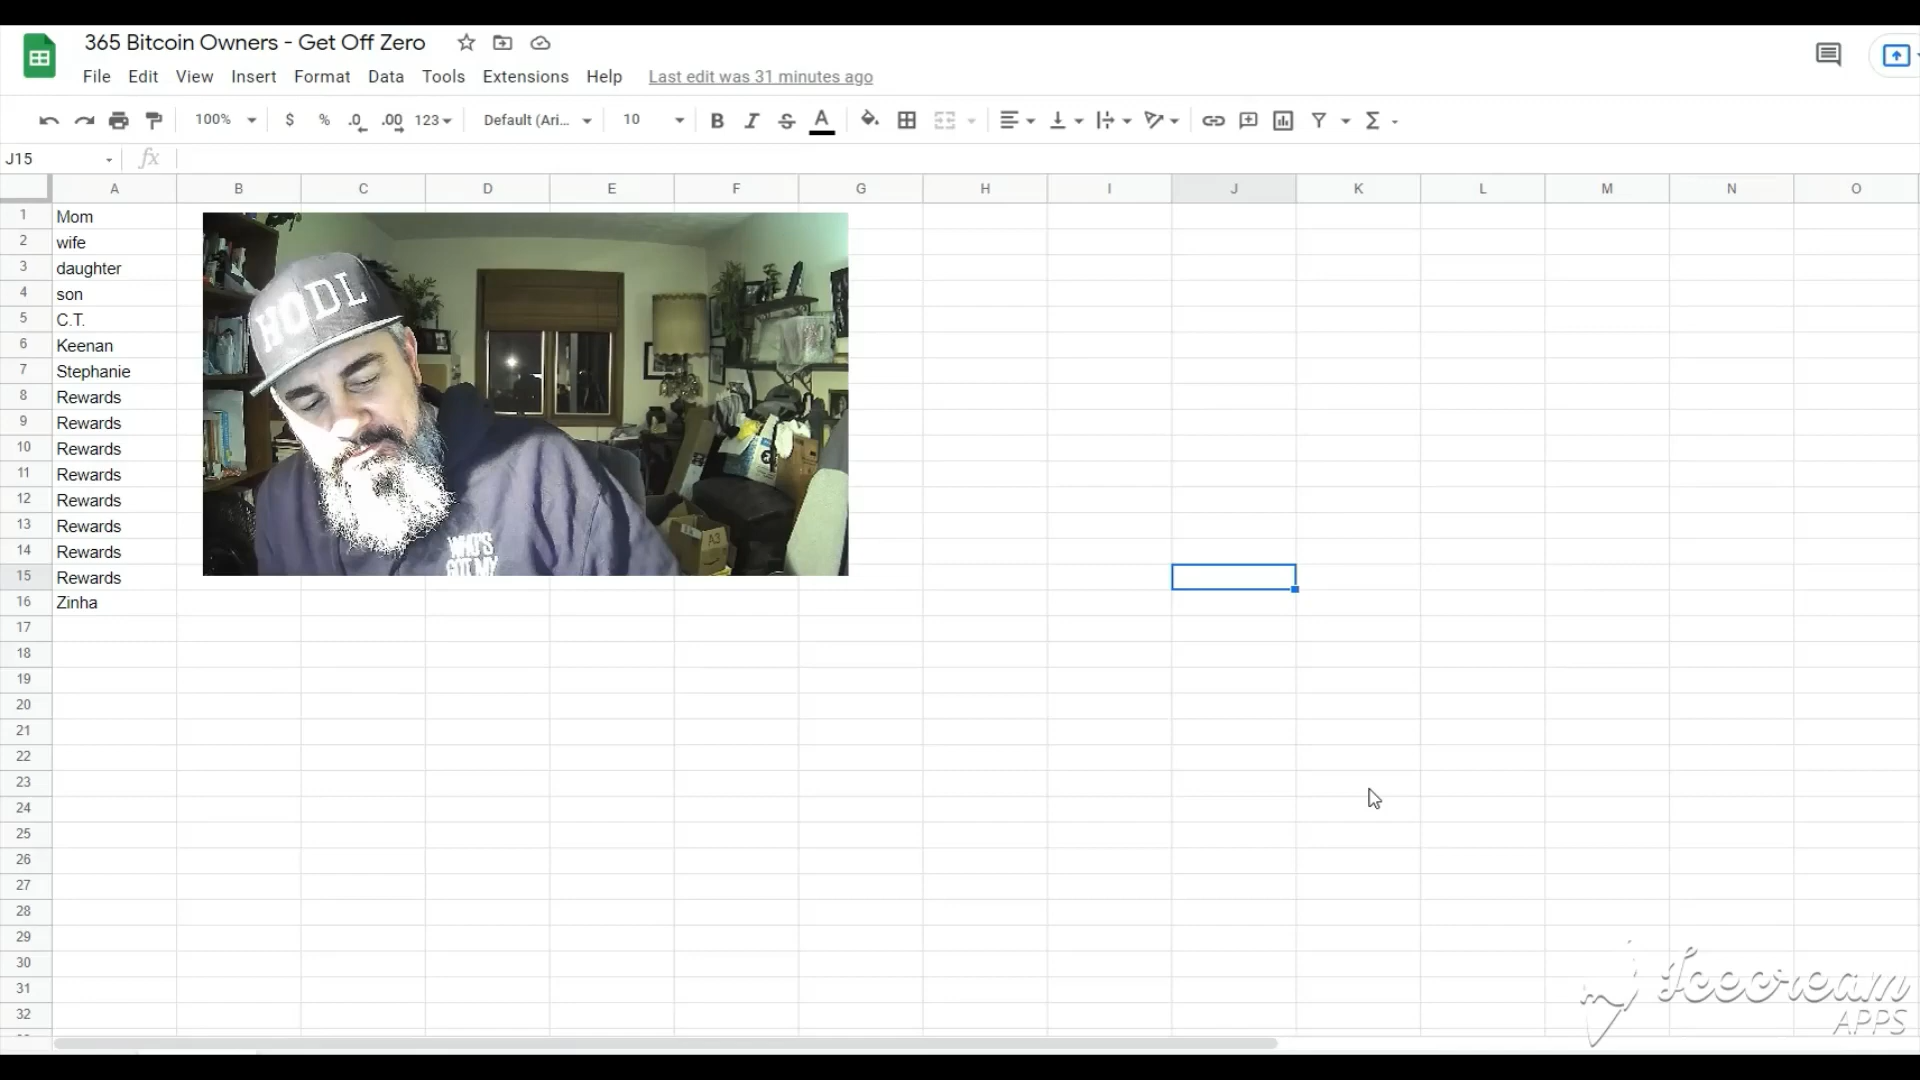 365 Bitcoin Owners - Get Off Zero
File Edit View Insert Format Data Tools Extensions Help Last edit was 31 minutes ago
100% $ % .0 .00 123 Default (Ari... 10 B I S A
J15 fx
A B C D E F G H I J K L M N O
1 Mom
2 wife
3 daughter
4 son
5 C.T.
6 Keenan
7 Stephanie
8 Rewards
9 Rewards
10 Rewards
11 Rewards
12 Rewards
13 Rewards
14 Rewards
15 Rewards
16 Zinha
17
18
19
20
21
22
23
24
25
26
27
28
29
30
31
32
HODL
WHAT'S
GOT MY
A3
Icecream
APPS